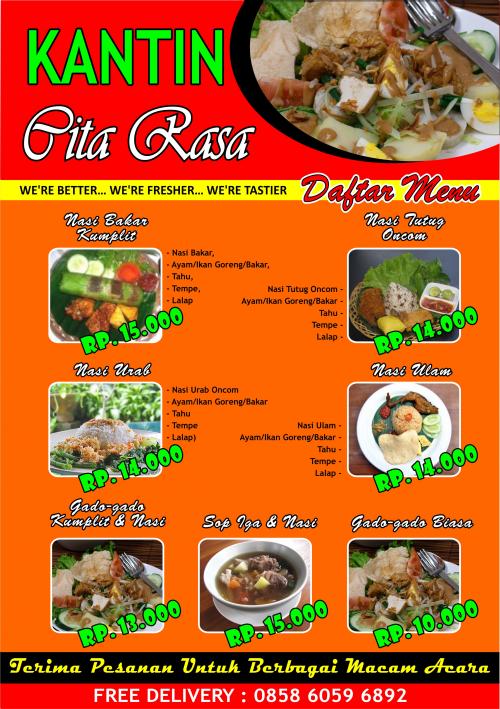 KANTIN
Cita Rasa
WE'RE BETTER... WE'RE FRESHER... WE'RE TASTIER
Daftar Menu
Nasi Bakar
Kumplit
- Nasi Bakar,
- Ayam/Ikan Goreng/Bakar,
- Tahu,
- Tempe,
- Lalap
RP. 15.000
Nasi Tutug
Oncom
Nasi Tutug Oncom -
Ayam/Ikan Goreng/Bakar -
Tahu -
Tempe -
Lalap -
RP. 14.000
Nasi Urab
- Nasi Urab Oncom
- Ayam/Ikan Goreng/Bakar
- Tahu
- Tempe
- Lalap)
RP. 14.000
Nasi Ulam
Nasi Ulam -
Ayam/Ikan Goreng/Bakar -
Tahu -
Tempe -
Lalap -
RP. 14.000
Gado-gado
Kumplit & Nasi
RP. 13.000
Sop Iga & Nasi
RP. 15.000
Gado-gado Biasa
RP. 10.000
Terima Pesanan Untuk Berbagai Macam Acara
FREE DELIVERY : 0858 6059 6892